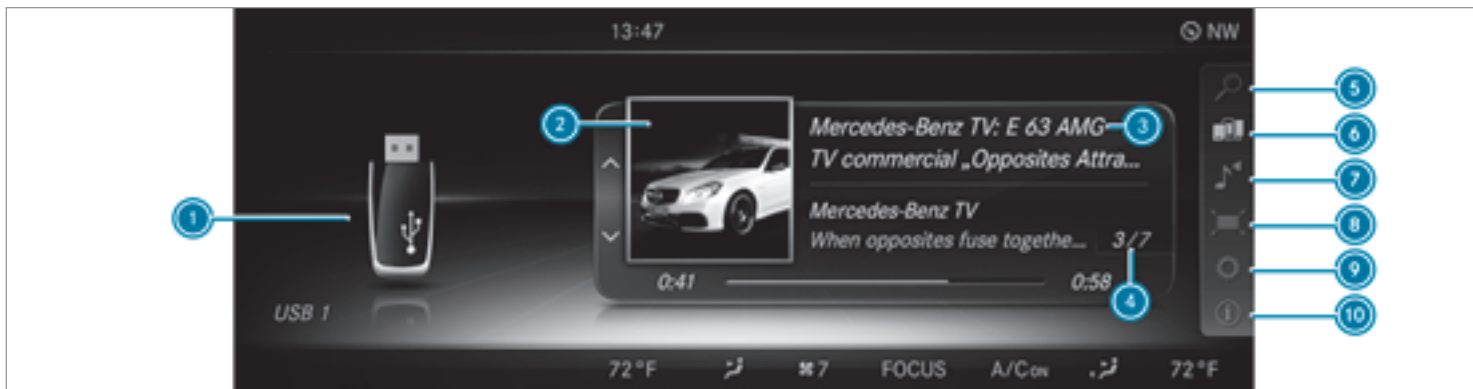 13:47
NW
5
2
Mercedes-Benz TV: E 63 AMG
3
6
TV commercial „Opposites Attra...
7
1
Mercedes-Benz TV
8
When opposites fuse togethe...
3/7
9
0:41
0:58
4
10
USB 1
72°F
7
FOCUS
A/C ON
72°F